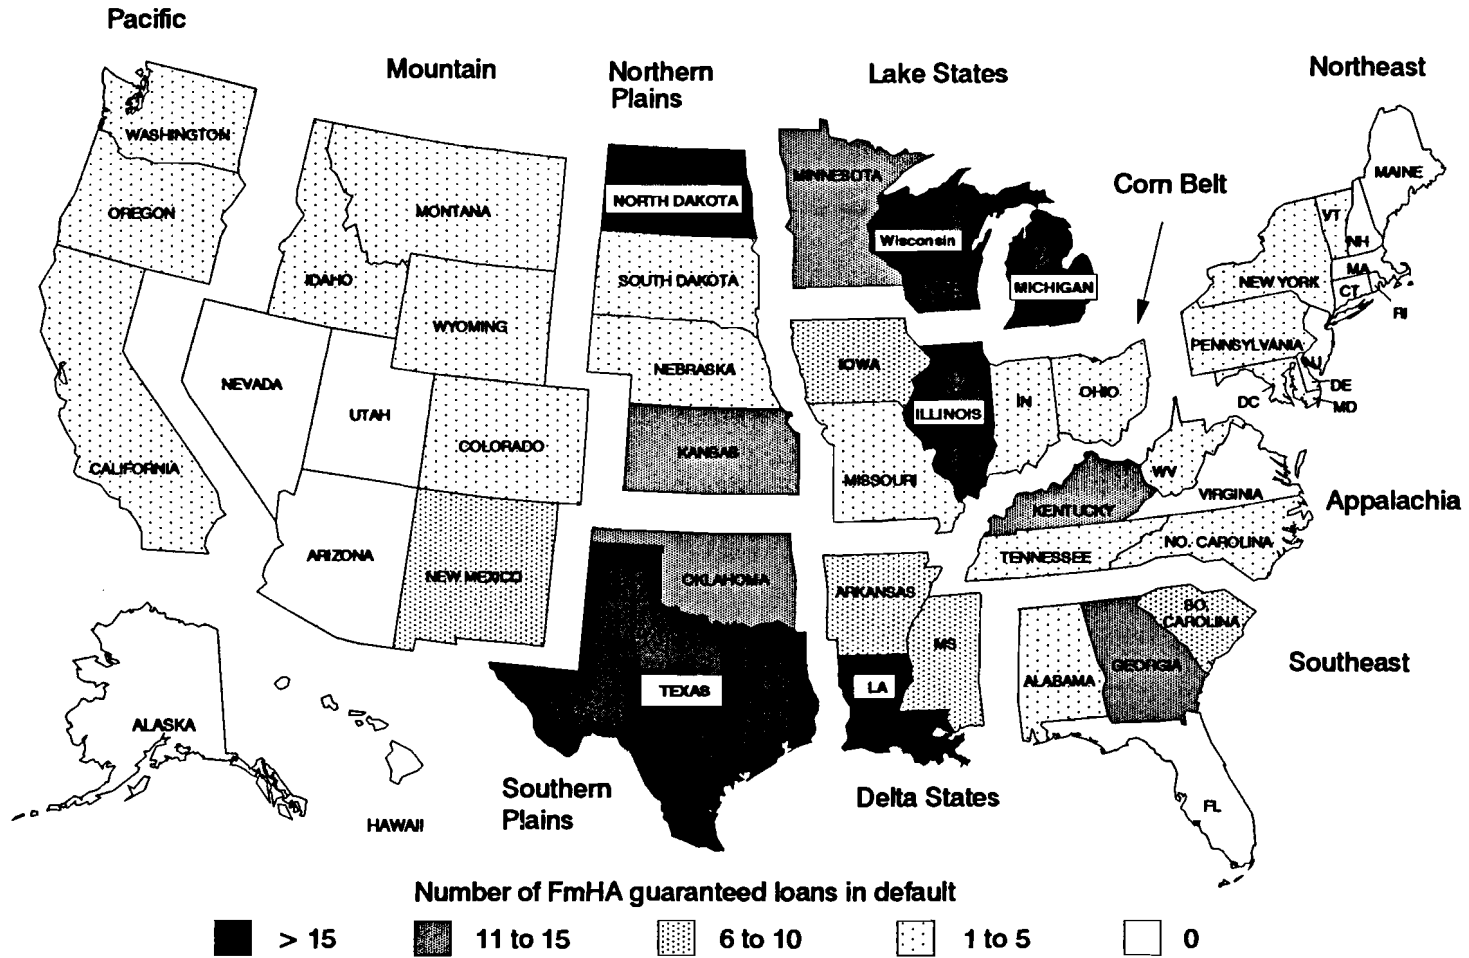 Pacific
Mountain
Northern
Plains
Lake States
Northeast
Corn Belt
WASHINGTON
OREGON
CALIFORNIA
MONTANA
IDAHO
WYOMING
NEVADA
UTAH
COLORADO
ARIZONA
NEW MEXICO
NORTH DAKOTA
SOUTH DAKOTA
NEBRASKA
KANSAS
MINNESOTA
Wisconsin
MICHIGAN
IOWA
ILLINOIS
IN
OHIO
MISSOURI
MAINE
VT
NH
NEW YORK
MA
CT
RI
PENNSYLVANIA
NJ
DE
MD
DC
WV
VIRGINIA
KENTUCKY
TENNESSEE
NO. CAROLINA
Appalachia
OKLAHOMA
TEXAS
Southern
Plains
ARKANSAS
MS
LA
Delta States
ALABAMA
GEORGIA
SO.
CAROLINA
FL
Southeast
ALASKA
HAWAII
Number of FmHA guaranteed loans in default
> 15
11 to 15
6 to 10
1 to 5
0